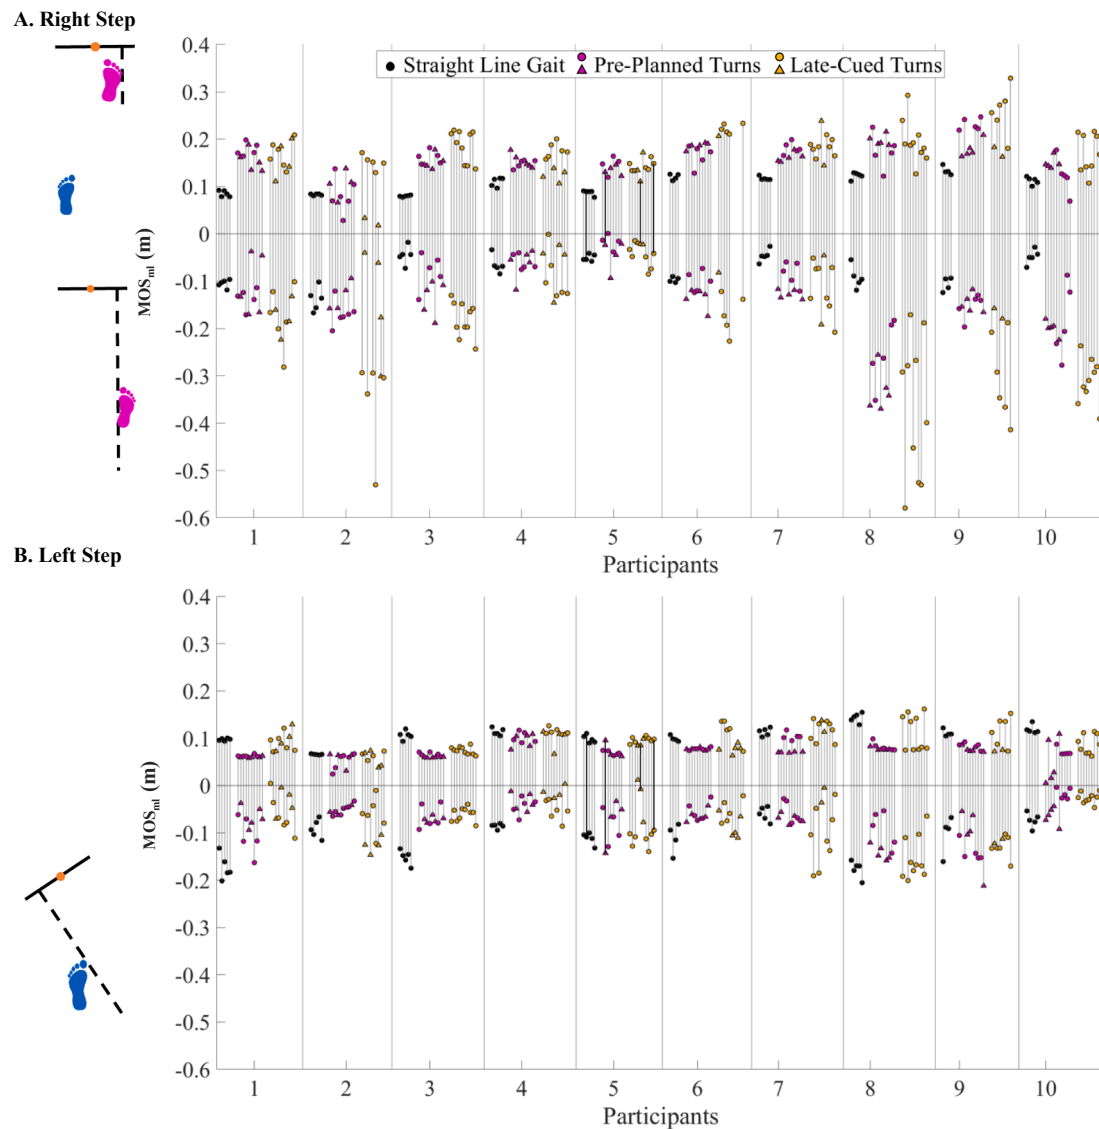 A. Right Step
0.4
0.3
0.2
0.1
0
-0.1
-0.2
-0.3
-0.4
-0.5
-0.6
MOSml (m)
Straight Line Gait Pre-Planned Turns Late-Cued Turns
1 2 3 4 5 6 7 8 9 10
Participants
B. Left Step
0.4
0.3
0.2
0.1
0
-0.1
-0.2
-0.3
-0.4
-0.5
-0.6
MOSml (m)
1 2 3 4 5 6 7 8 9 10
Participants